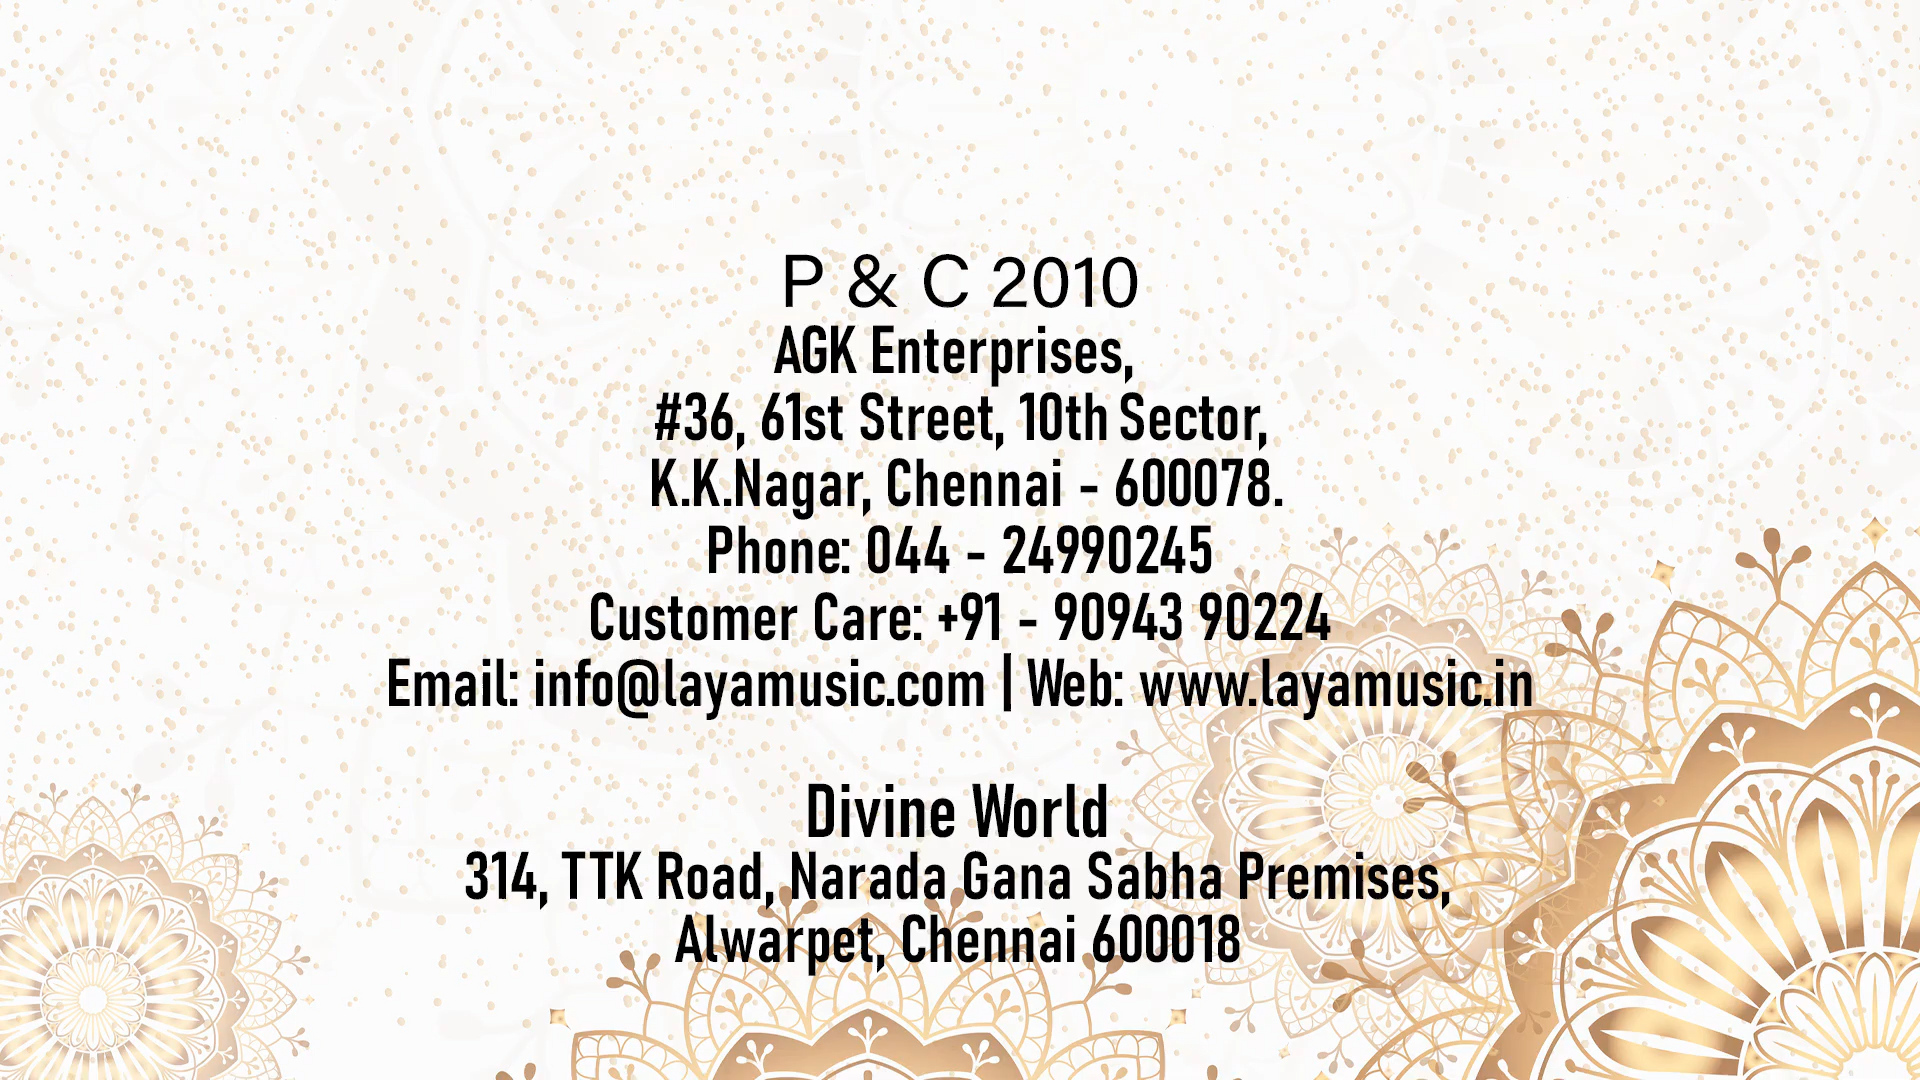 P & C 2010
AGK Enterprises,
#36, 61st Street, 10th Sector,
K.K.Nagar, Chennai - 600078.
Phone: 044 - 24990245
Customer Care: +91 - 90943 90224
Email: info@layamusic.com | Web: www.layamusic.in
Divine World
314, TTK Road, Narada Gana Sabha Premises,
Alwarpet, Chennai 600018